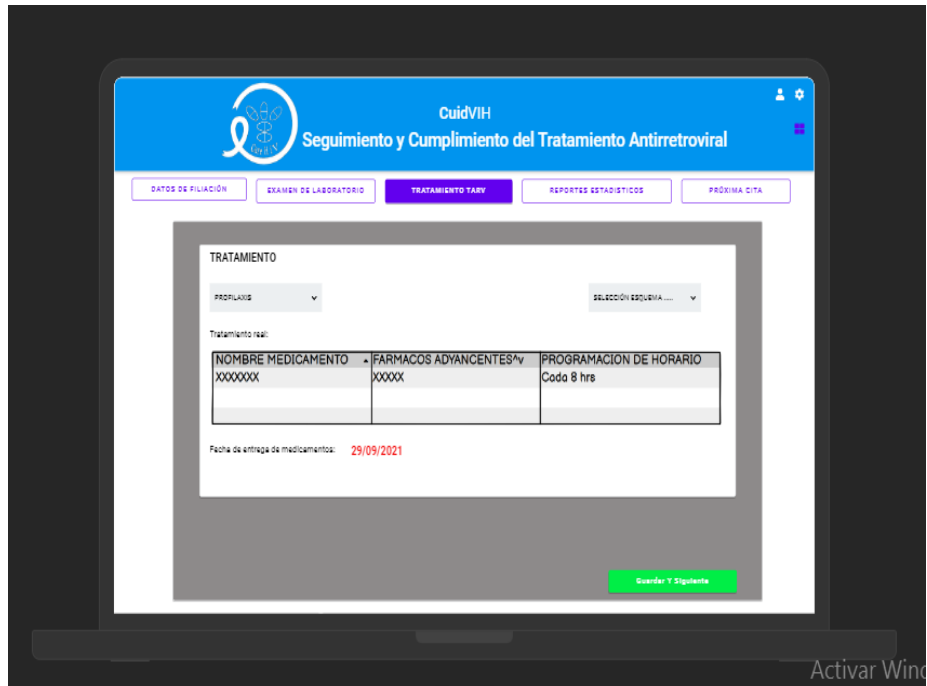 CuidVIH
Seguimiento y Cumplimiento del Tratamiento Antirretroviral
DATOS DE FILIACIÓN
EXAMEN DE LABORATORIO
TRATAMIENTO TARV
REPORTES ESTADISTICOS
PRÓXIMA CITA
TRATAMIENTO
PROFILAXIS
SELECCIÓN ESQUEMA .....
Tratamiento real:
NOMBRE MEDICAMENTO FARMACOS ADYANCENTES^v PROGRAMACION DE HORARIO
XXXXXXX XXXXX Cada 8 hrs
Fecha de entrega de medicamentos: 29/09/2021
Guardar Y Siguiente
Activar Wind